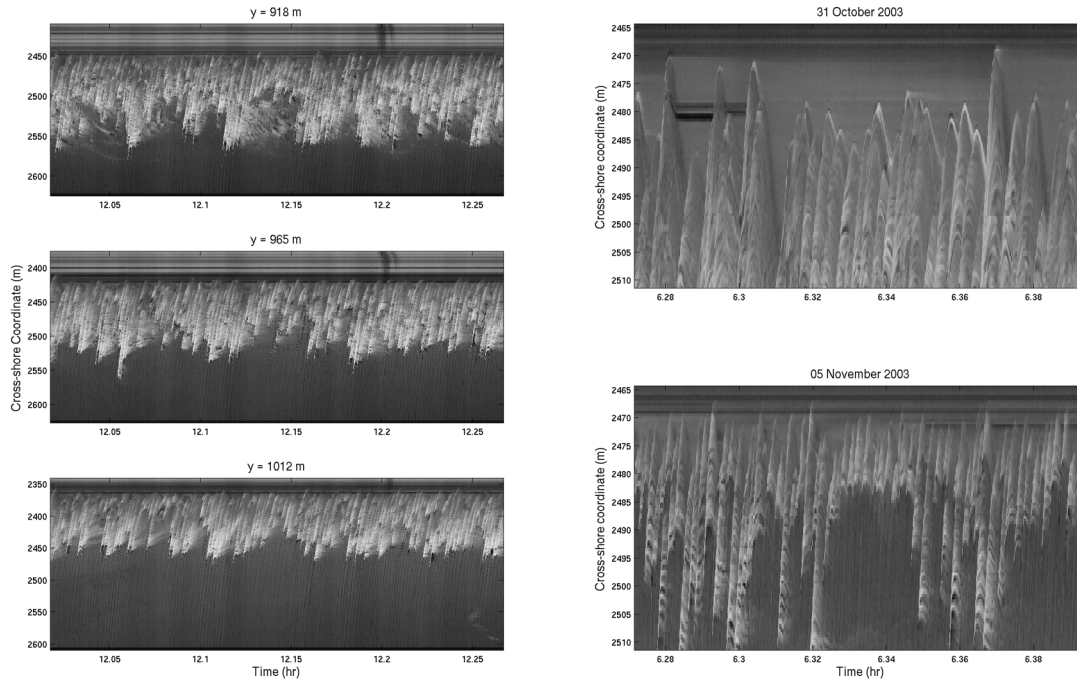 y = 918 m
2450
2500
2550
2600
12.05 12.1 12.15 12.2 12.25
y = 965 m
2400
2450
2500
2550
2600
12.05 12.1 12.15 12.2 12.25
y = 1012 m
2350
2400
2450
2500
2550
2600
12.05 12.1 12.15 12.2 12.25
Time (hr)
Cross-shore Coordinate (m)
31 October 2003
2465
2470
2475
2480
2485
2490
2495
2500
2505
2510
6.28 6.3 6.32 6.34 6.36 6.38
Cross-shore coordinate (m)
05 November 2003
2465
2470
2475
2480
2485
2490
2495
2500
2505
2510
6.28 6.3 6.32 6.34 6.36 6.38
Time (hr)
Cross-shore coordinate (m)